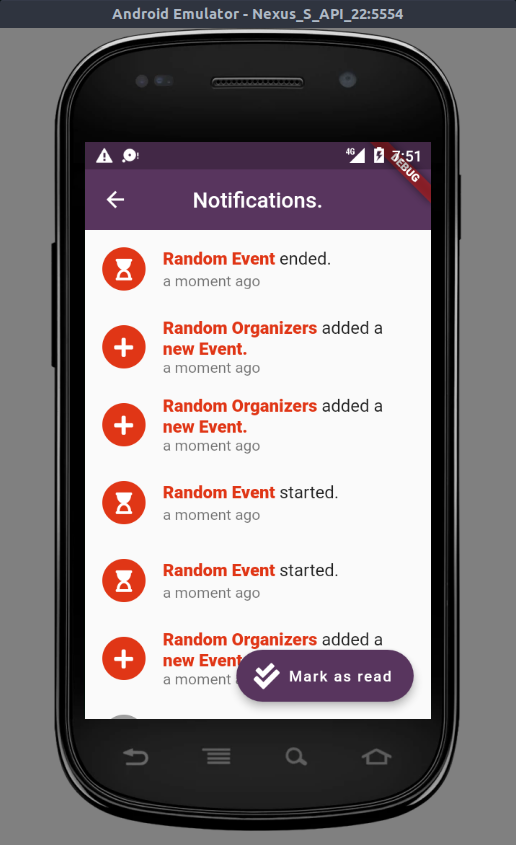 Android Emulator - Nexus_S_API_22:5554
4G 7:51
DEBUG
Notifications.
Random Event ended.
a moment ago
Random Organizers added a
new Event.
a moment ago
Random Organizers added a
new Event.
a moment ago
Random Event started.
a moment ago
Random Event started.
a moment ago
Random Organizers added a
new Event
a moment
Mark as read